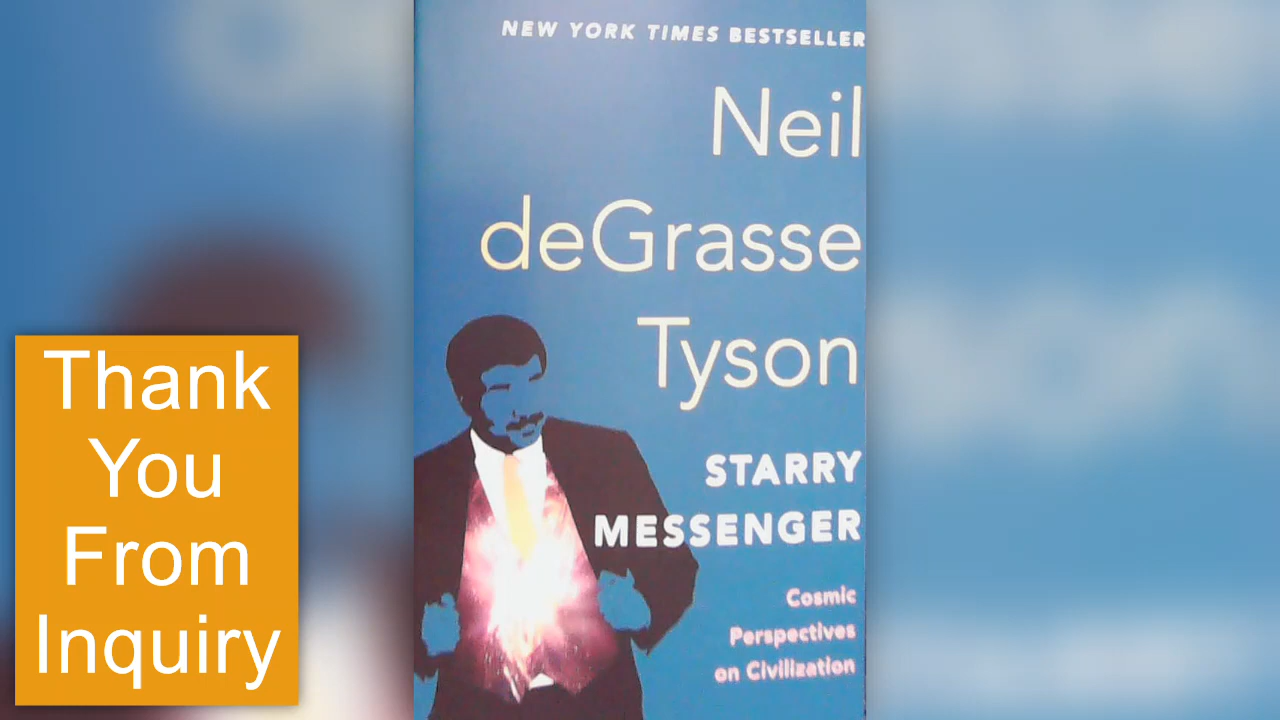 NEW YORK TIMES BESTSELLER
Neil
deGrasse
Tyson
STARRY
MESSENGER
Cosmic
Perspectives
on Civilization
Thank
You
From
Inquiry